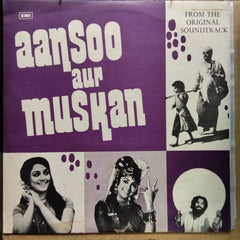 EMI
FROM THE
ORIGINAL
SOUNDTRACK
aansoo
aur
muskan